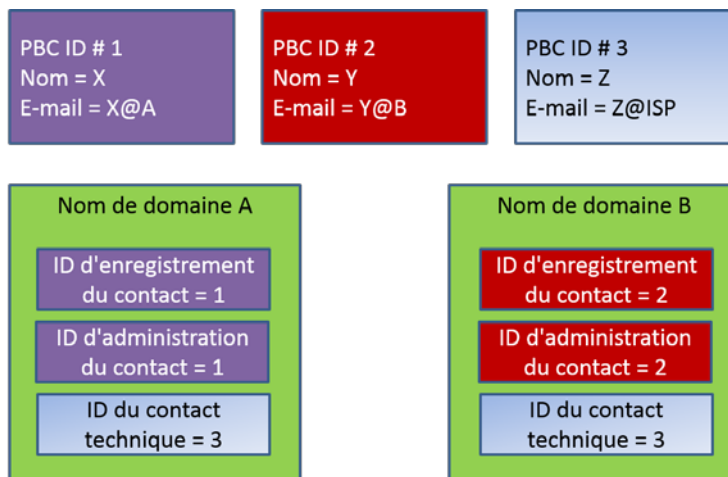 PBC ID # 1
Nom = X
E-mail = X@A
PBC ID # 2
Nom = Y
E-mail = Y@B
PBC ID # 3
Nom = Z
E-mail = Z@ISP
Nom de domaine A
ID d'enregistrement
du contact = 1
ID d'administration
du contact = 1
ID du contact
technique = 3
Nom de domaine B
ID d'enregistrement
du contact = 2
ID d'administration
du contact = 2
ID du contact
technique = 3